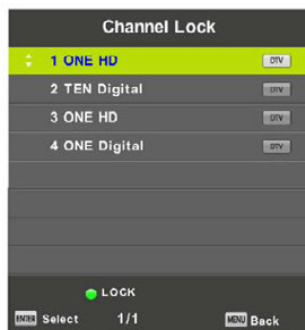 Channel Lock
1 ONE HD DTV
2 TEN Digital DTV
3 ONE HD DTV
4 ONE Digital DTV
LOCK
ENTER Select 1/1 MENU Back